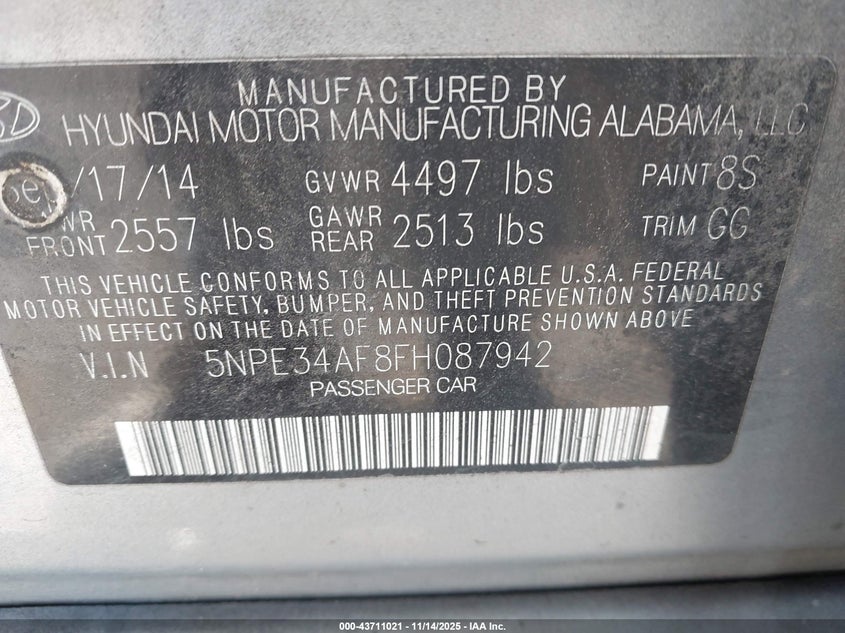 MANUFACTURED BY
HYUNDAI MOTOR MANUFACTURING ALABAMA, LLC
Sep/17/14 GVWR 4497 lbs PAINT 8S
WR FRONT 2557 lbs GAWR REAR 2513 lbs TRIM GG
THIS VEHICLE CONFORMS TO ALL APPLICABLE U.S.A. FEDERAL
MOTOR VEHICLE SAFETY, BUMPER, AND THEFT PREVENTION STANDARDS
IN EFFECT ON THE DATE OF MANUFACTURE SHOWN ABOVE
V.I.N 5NPE34AF8FH087942
PASSENGER CAR
000-43711021 | 11/14/2025 | IAA Inc.